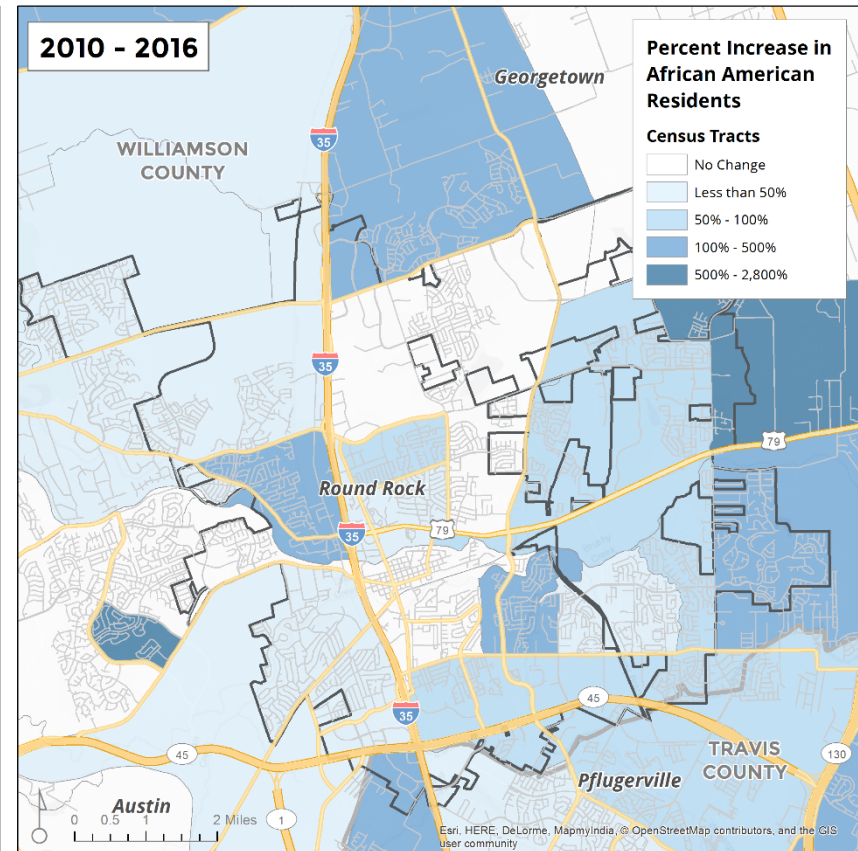 2010 - 2016
Percent Increase in
African American
Residents
Census Tracts
No Change
Less than 50%
50% - 100%
100% - 500%
500% - 2,800%
Georgetown
35
WILLIAMSON
COUNTY
35
79
Round Rock
79
35
45
35
45
TRAVIS
COUNTY
130
Pflugerville
Austin
1
0 0.5 1 2 Miles
Esri, HERE, DeLorme, MapmyIndia, © OpenStreetMap contributors, and the GIS
user community